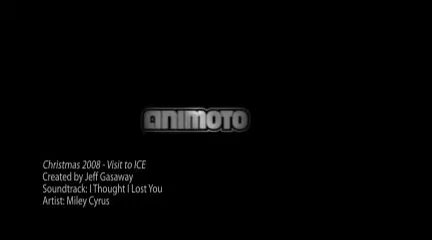 ANIMOTO
Christmas 2008 - Visit to ICE
Created by Jeff Gasaway
Soundtrack: I Thought I Lost You
Artist: Miley Cyrus